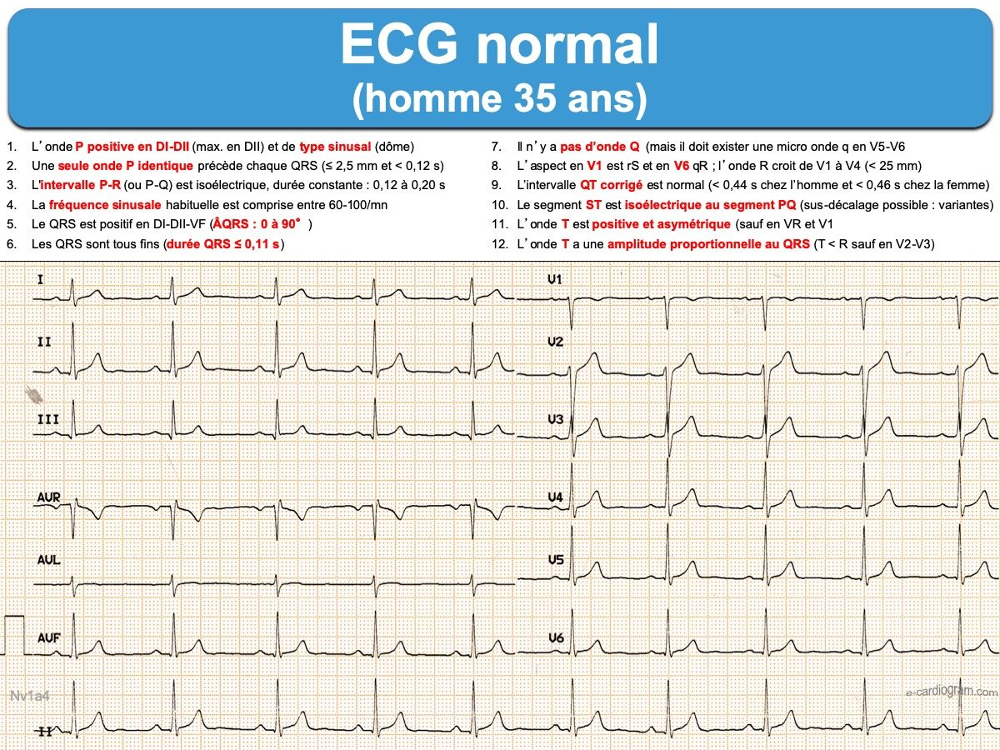 ECG normal
(homme 35 ans)
1. L’onde P positive en DI-DII (max. en DII) et de type sinusal (dôme)
2. Une seule onde P identique précède chaque QRS (≤ 2,5 mm et < 0,12 s)
3. L'intervalle P-R (ou P-Q) est isoélectrique, durée constante : 0,12 à 0,20 s
4. La fréquence sinusale habituelle est comprise entre 60-100/mn
5. Le QRS est positif en DI-DII-VF (ÂQRS : 0 à 90° )
6. Les QRS sont tous fins (durée QRS ≤ 0,11 s)
7. Il n’y a pas d’onde Q (mais il doit exister une micro onde q en V5-V6
8. L’aspect en V1 est rS et en V6 qR ; l’onde R croit de V1 à V4 (< 25 mm)
9. L’intervalle QT corrigé est normal (< 0,44 s chez l’homme et < 0,46 s chez la femme)
10. Le segment ST est isoélectrique au segment PQ (sus-décalage possible : variantes)
11. L’onde T est positive et asymétrique (sauf en VR et V1
12. L’onde T a une amplitude proportionnelle au QRS (T < R sauf en V2-V3)
I
II
III
AVR
AVL
AVF
II
V1
V2
V3
V4
V5
V6
Nv1a4
e-cardiogram.com